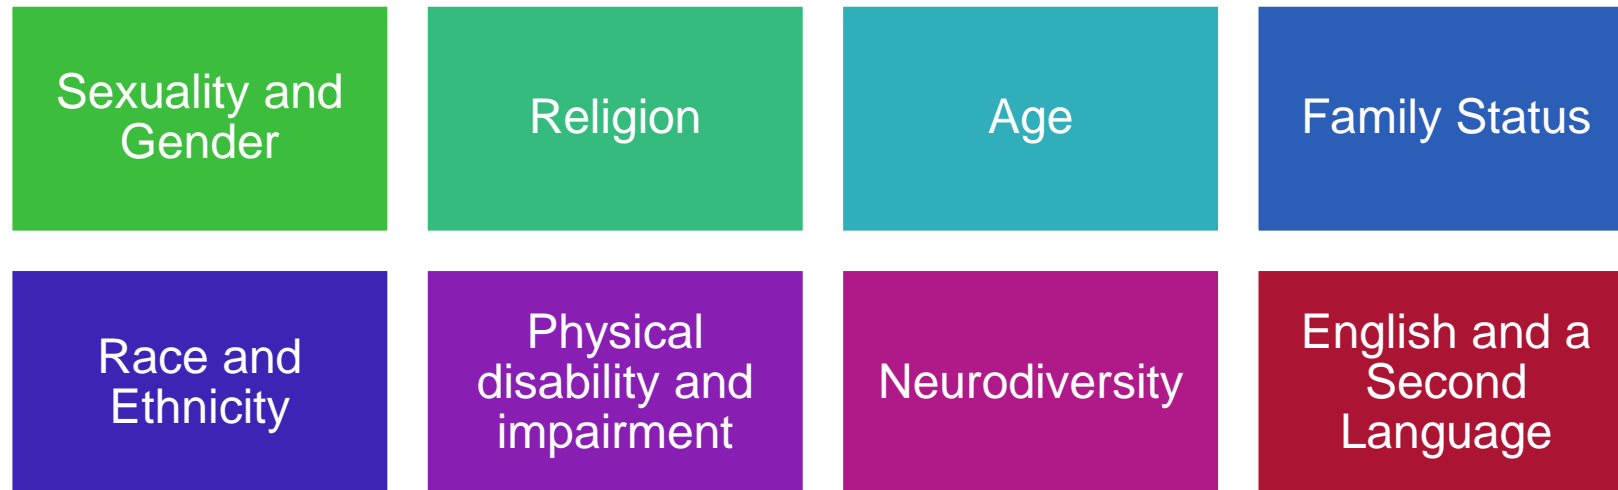 Sexuality and
Gender
Religion
Age
Family Status
Race and
Ethnicity
Physical
disability and
impairment
Neurodiversity
English and a
Second
Language